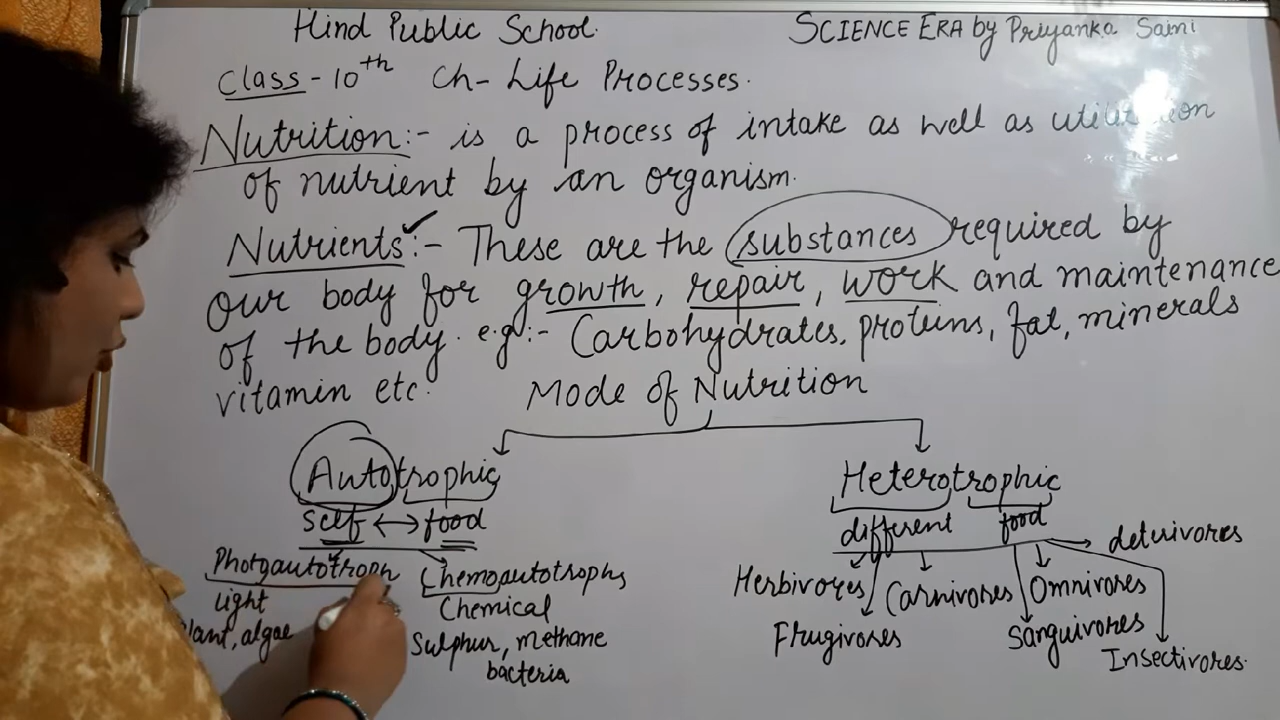 Hind Public School.
SCIENCE ERA by Priyanka Saini
Class - 10th Ch- Life Processes.
Nutrition:- is a process of intake as well as
of nutrient by an organism.
Nutrients:- These are the substances required by
our body for growth, repair, work and maintenance
of the body. e.g:- Carbohydrates, proteins, fat, minerals
vitamin etc.
Mode of Nutrition
Autotrophic
self ↔ food
Photoautotroph
light
plant, algae
Chemoautotrophs
Chemical
Sulphur, methane
bacteria
Heterotrophic
different food
Herbivores
Frugivores
Carnivores
Omnivores
Sanguivores
detrivores
Insectivores.